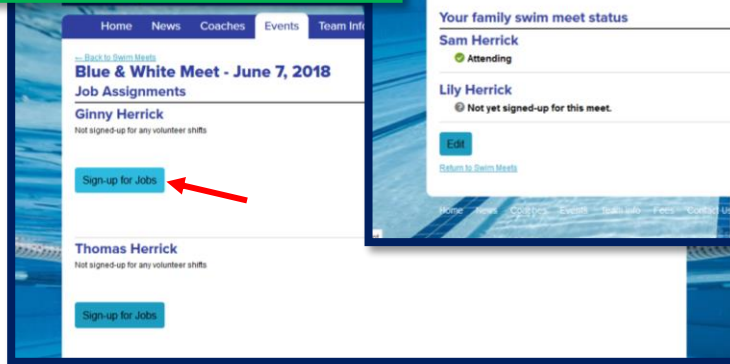 Home News Coaches Events Team Info
← Back to Swim Meets
Blue & White Meet - June 7, 2018
Job Assignments
Ginny Herrick
Not signed-up for any volunteer shifts
Sign-up for Jobs
Thomas Herrick
Not signed-up for any volunteer shifts
Sign-up for Jobs
Your family swim meet status
Sam Herrick
Attending
Lily Herrick
Not yet signed-up for this meet.
Edit
Return to Swim Meets
Home News Coaches Events Team Info Fees Contact Us